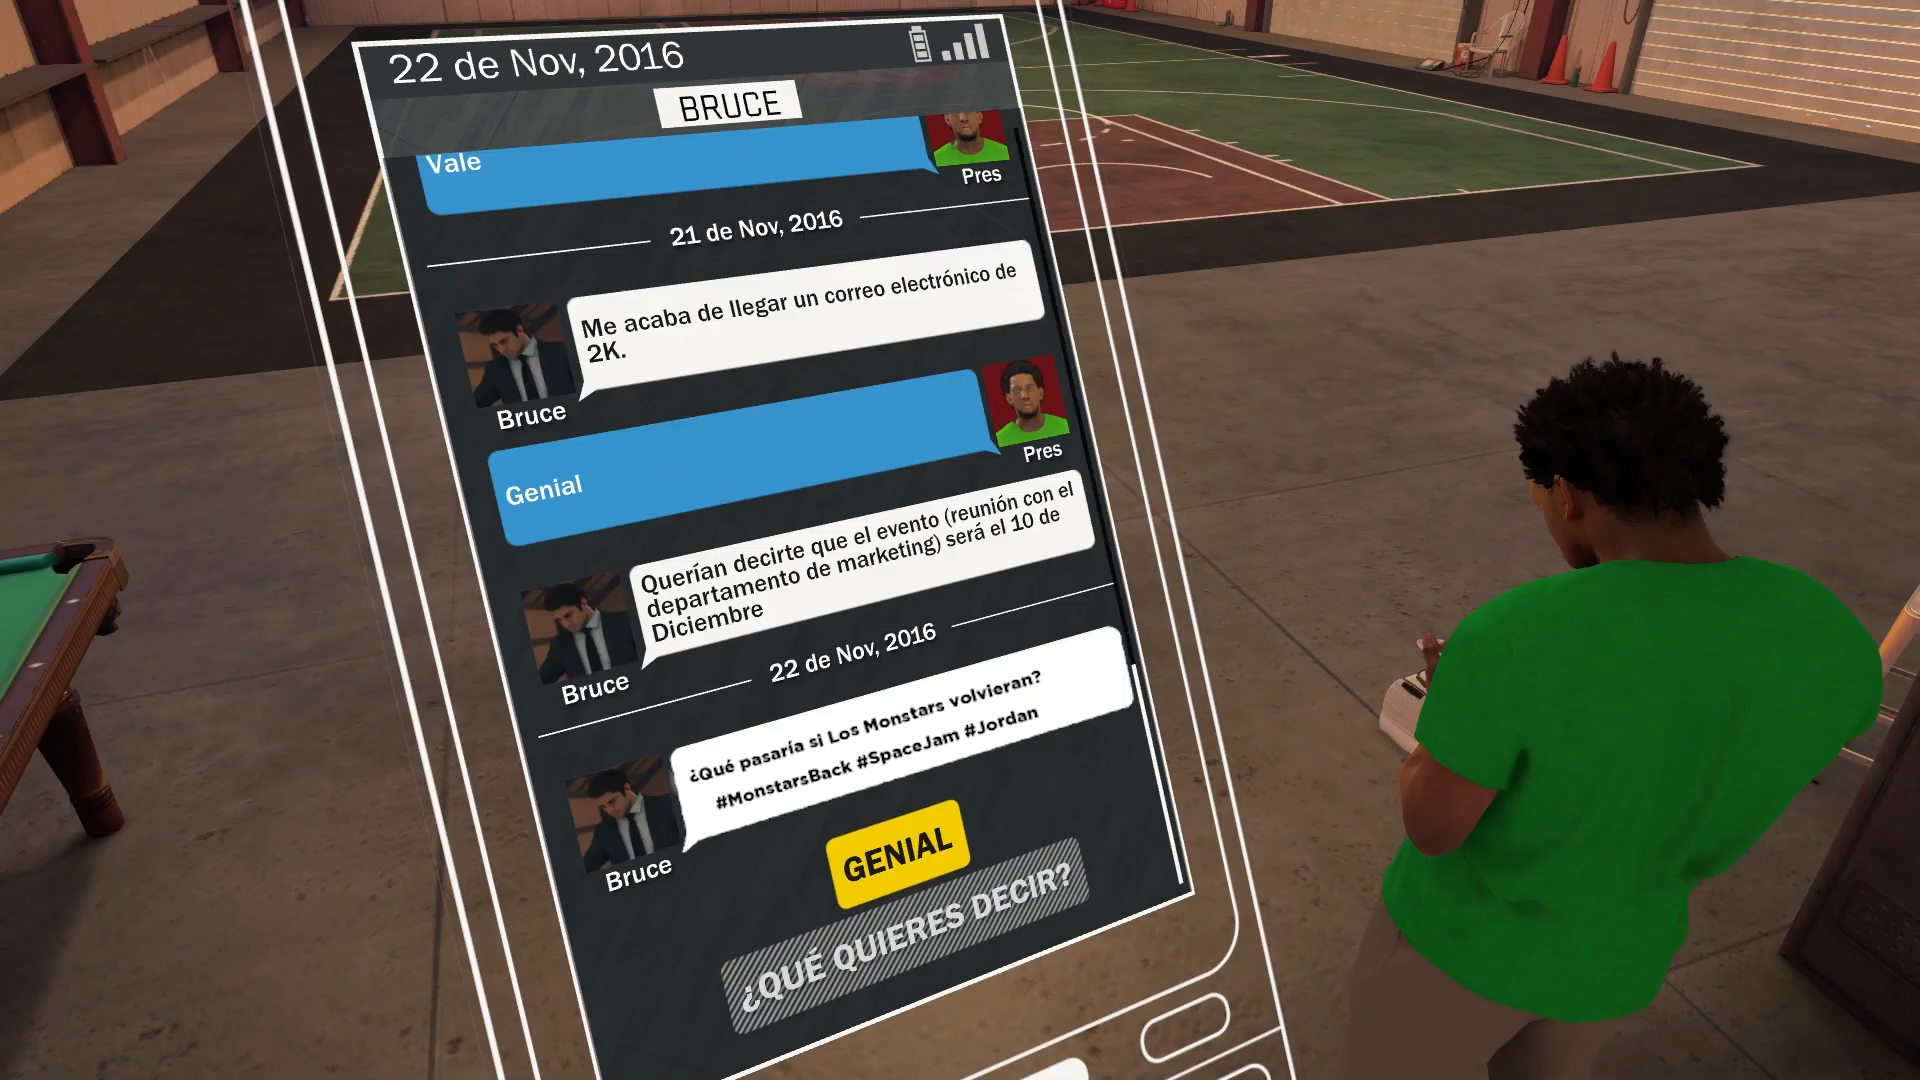 22 de Nov, 2016
BRUCE
Vale
Pres
21 de Nov, 2016
Me acaba de llegar un correo electrónico de
2K.
Bruce
Genial
Pres
Querían decirte que el evento (reunión con el
departamento de marketing) será el 10 de
Diciembre
Bruce
22 de Nov, 2016
¿Qué pasaría si Los Monstars volvieran?
#MonstarsBack #SpaceJam #Jordan
Bruce
GENIAL
¿QUÉ QUIERES DECIR?